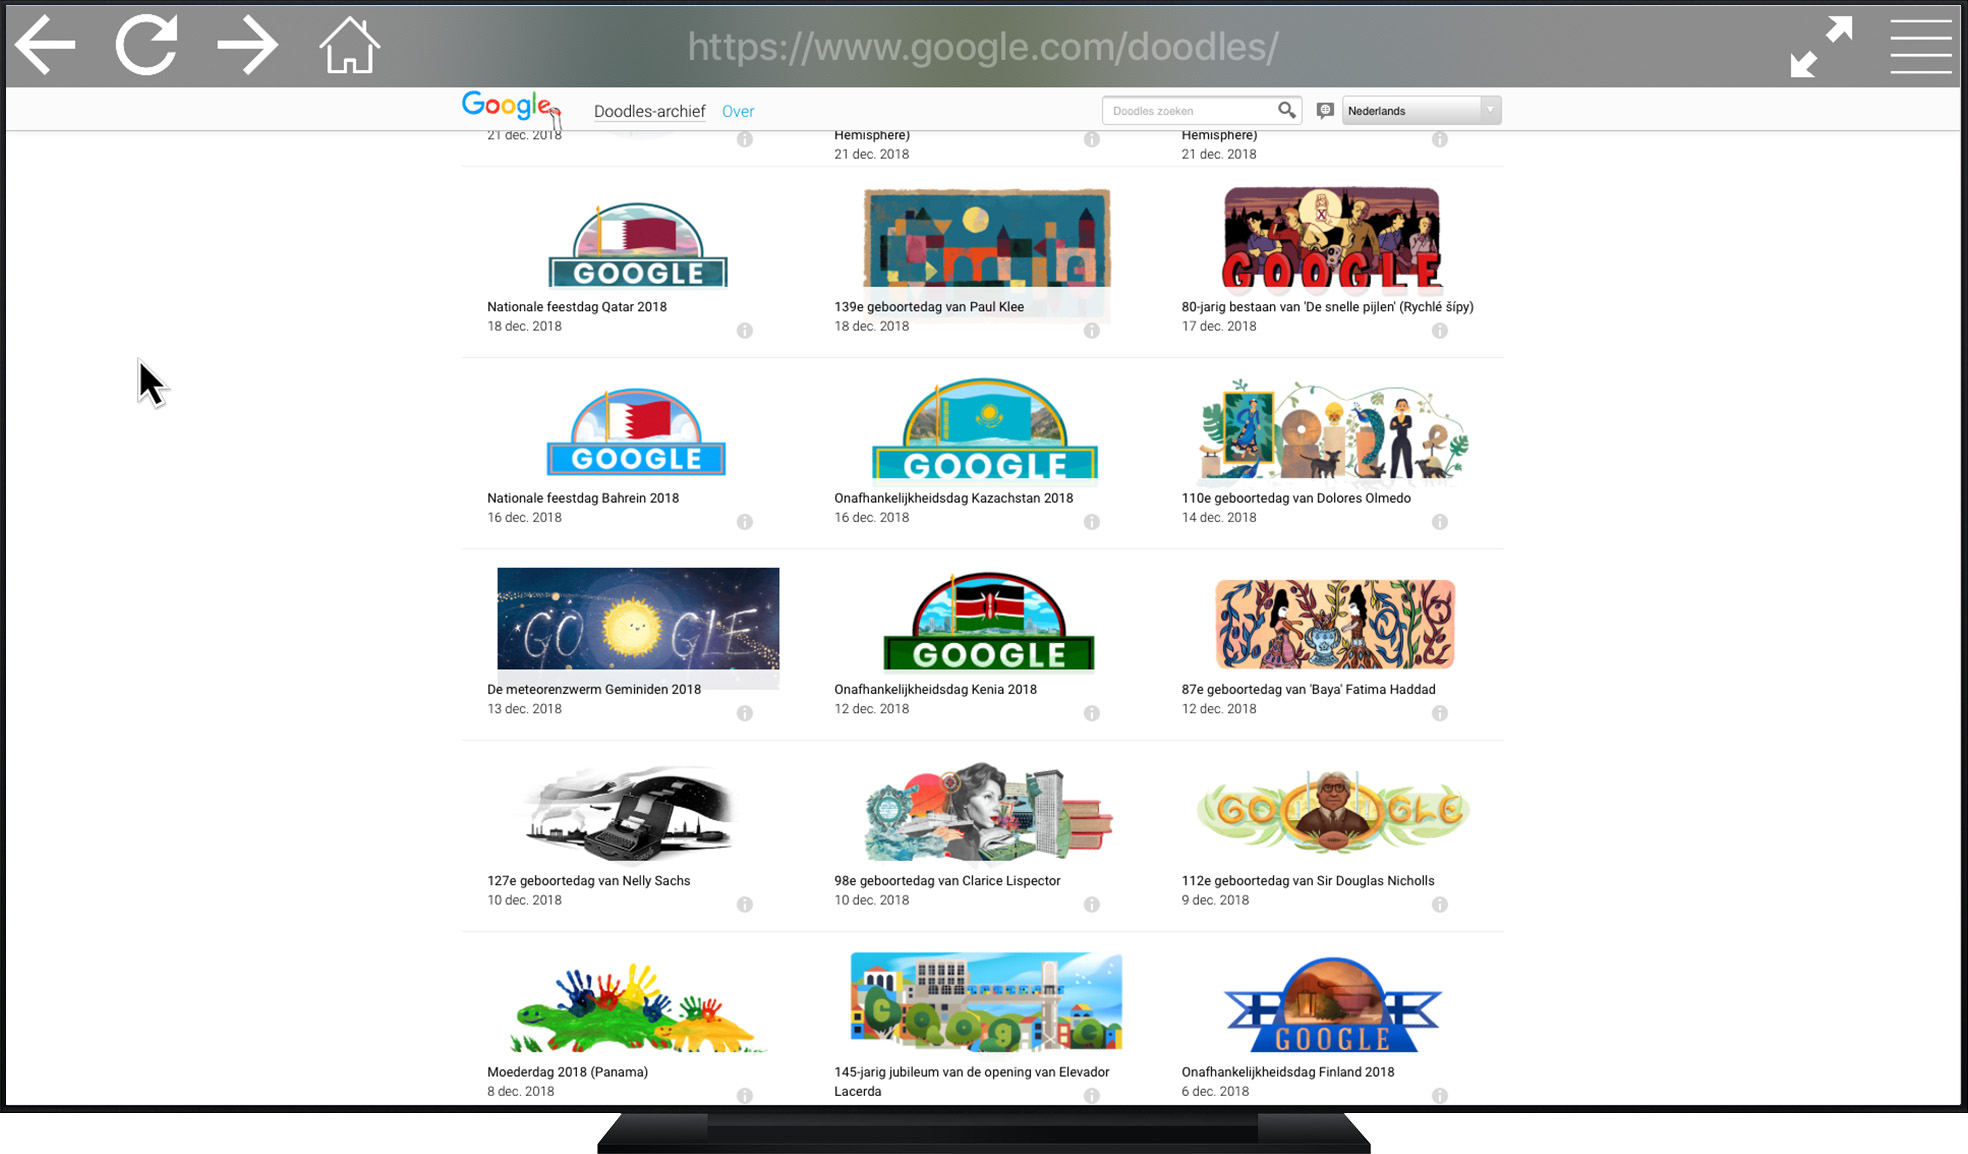 https://www.google.com/doodles/
Google
Doodles-archief
Over
Doodles zoeken
Nederlands
21 dec. 2018
Hemisphere)
21 dec. 2018
Hemisphere)
21 dec. 2018
GOOGLE
Nationale feestdag Qatar 2018
18 dec. 2018
139e geboortedag van Paul Klee
18 dec. 2018
GOOGLE
80-jarig bestaan van 'De snelle pijlen' (Rychlé šípy)
17 dec. 2018
GOOGLE
Nationale feestdag Bahrein 2018
16 dec. 2018
GOOGLE
Onafhankelijkheidsdag Kazachstan 2018
16 dec. 2018
110e geboortedag van Dolores Olmedo
14 dec. 2018
GO GLE
De meteorenzwerm Geminiden 2018
13 dec. 2018
GOOGLE
Onafhankelijkheidsdag Kenia 2018
12 dec. 2018
87e geboortedag van 'Baya' Fatima Haddad
12 dec. 2018
127e geboortedag van Nelly Sachs
10 dec. 2018
98e geboortedag van Clarice Lispector
10 dec. 2018
GO GLE
112e geboortedag van Sir Douglas Nicholls
9 dec. 2018
Moederdag 2018 (Panama)
8 dec. 2018
Google
145-jarig jubileum van de opening van Elevador
Lacerda
GOOGLE
Onafhankelijkheidsdag Finland 2018
6 dec. 2018